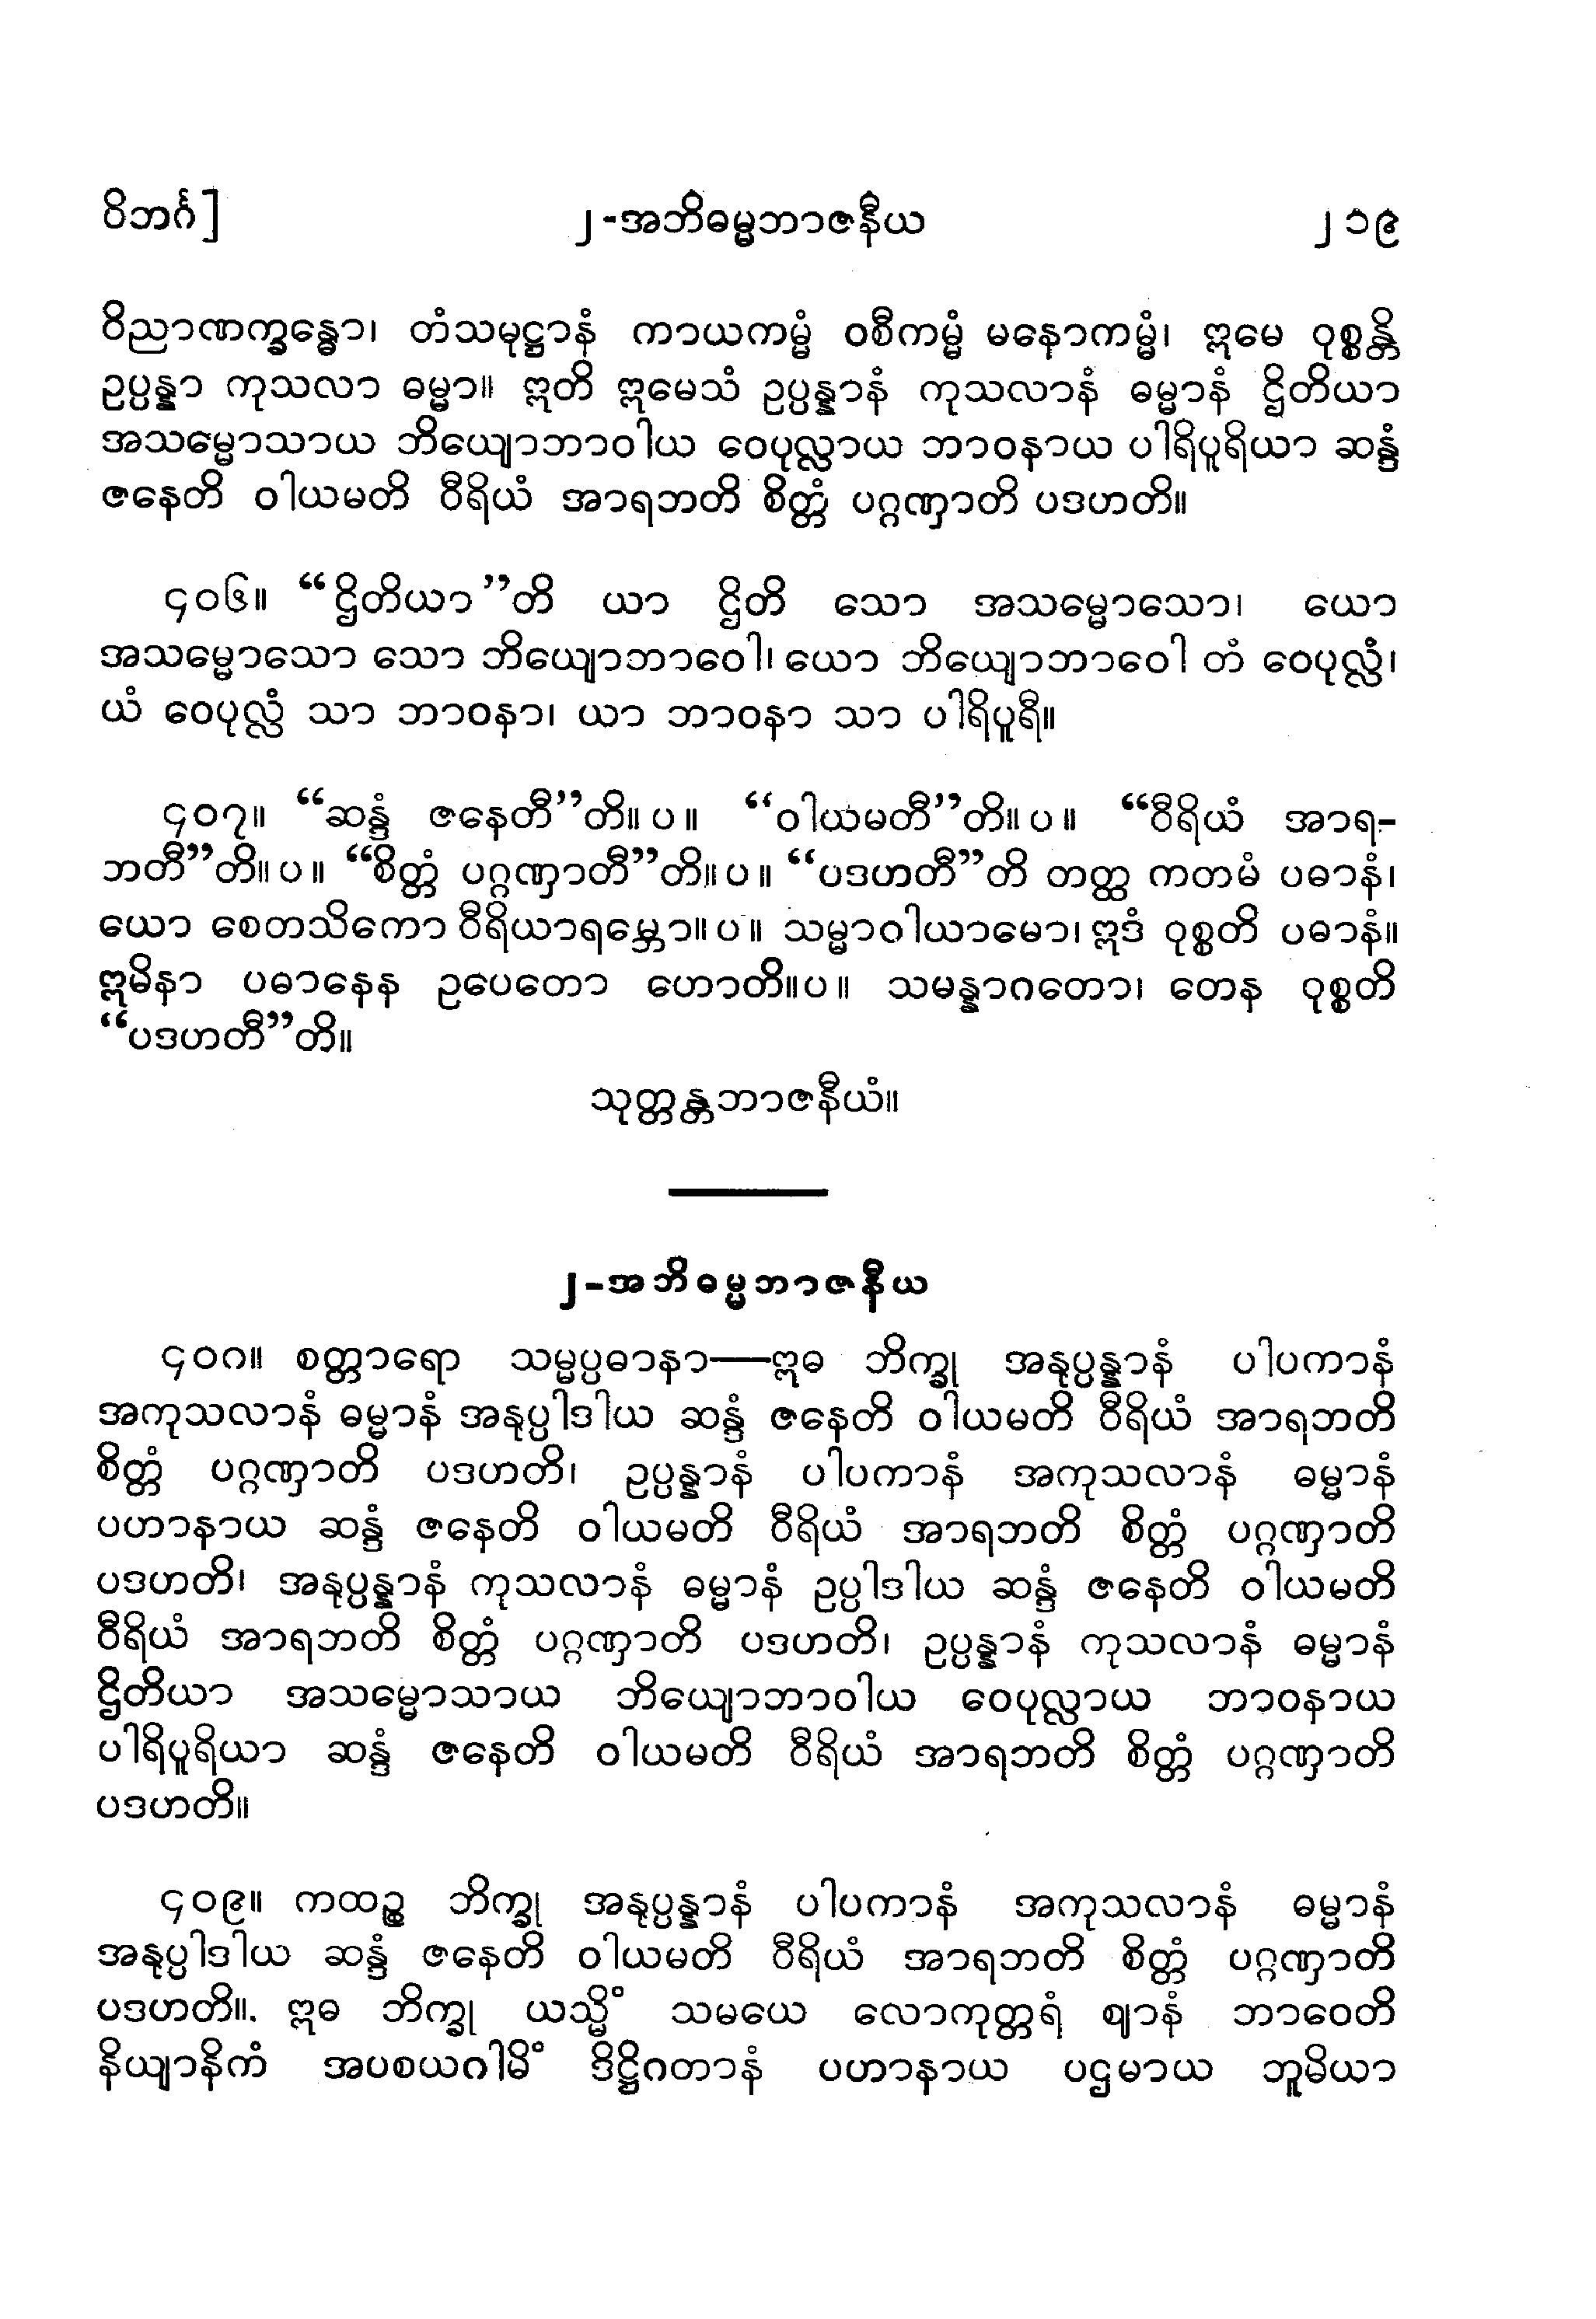 ဝိဘင်္ဂ]
၂-အဘိဓမ္မဘာဇနီယ
၂၁၉
ဝိညာဏက္ခန္ဓော၊ တံသမုဋ္ဌာနံ ကာယကမ္မံ ဝစီကမ္မံ မနောကမ္မံ၊ ဣမေ ဝုစ္စန္တိ
ဥပ္ပန္နာ ကုသလာ ဓမ္မာ။ ဣတိ ဣမေသံ ဥပ္ပန္နာနံ ကုသလာနံ ဓမ္မာနံ ဌိတိယာ
အသမ္မောသာယ ဘိယျောဘာဝါယ ဝေပုလ္လာယ ဘာဝနာယ ပါရိပူရိယာ ဆန္ဒံ
ဇနေတိ ဝါယမတိ ဝီရိယံ အာရဘတိ စိတ္တံ ပဂ္ဂဏှာတိ ပဒဟတိ။
၄၀၆။ “ဌိတိယာ”တိ ယာ ဌိတိ သော အသမ္မောသော၊ ယော
အသမ္မောသော သော ဘိယျောဘာဝေါ၊ ယော ဘိယျောဘာဝေါ တံ ဝေပုလ္လံ၊
ယံ ဝေပုလ္လံ သာ ဘာဝနာ၊ ယာ ဘာဝနာ သာ ပါရိပူရီ။
၄၀၇။ “ဆန္ဒံ ဇနေတီ”တိ။ ပ။ “ဝါယမတီ”တိ။ ပ။ “ဝီရိယံ အာရ-
ဘတီ”တိ။ ပ။ “စိတ္တံ ပဂ္ဂဏှာတီ”တိ။ ပ။ “ပဒဟတီ”တိ တတ္ထ ကတမံ ပဓာနံ၊
ယော စေတသိကော ဝီရိယာရမ္ဘော။ ပ။ သမ္မာဝါယာမော၊ ဣဒံ ဝုစ္စတိ ပဓာနံ။
ဣမိနာ ပဓာနေန ဥပေတော ဟောတိ။ပ။ သမန္နာဂတော၊ တေန ဝုစ္စတိ
“ပဒဟတီ”တိ။
သုတ္တန္တဘာဇနီယံ။
၂-အဘိဓမ္မဘာဇနီယ
၄၀၈။ စတ္တာရော သမ္မပ္ပဓာနာ—ဣဓ ဘိက္ခု အနုပ္ပန္နာနံ ပါပကာနံ
အကုသလာနံ ဓမ္မာနံ အနုပ္ပါဒါယ ဆန္ဒံ ဇနေတိ ဝါယမတိ ဝီရိယံ အာရဘတိ
စိတ္တံ ပဂ္ဂဏှာတိ ပဒဟတိ၊ ဥပ္ပန္နာနံ ပါပကာနံ အကုသလာနံ ဓမ္မာနံ
ပဟာနာယ ဆန္ဒံ ဇနေတိ ဝါယမတိ ဝီရိယံ အာရဘတိ စိတ္တံ ပဂ္ဂဏှာတိ
ပဒဟတိ၊ အနုပ္ပန္နာနံ ကုသလာနံ ဓမ္မာနံ ဥပ္ပါဒါယ ဆန္ဒံ ဇနေတိ ဝါယမတိ
ဝီရိယံ အာရဘတိ စိတ္တံ ပဂ္ဂဏှာတိ ပဒဟတိ၊ ဥပ္ပန္နာနံ ကုသလာနံ ဓမ္မာနံ
ဌိတိယာ အသမ္မောသာယ ဘိယျောဘာဝါယ ဝေပုလ္လာယ ဘာဝနာယ
ပါရိပူရိယာ ဆန္ဒံ ဇနေတိ ဝါယမတိ ဝီရိယံ အာရဘတိ စိတ္တံ ပဂ္ဂဏှာတိ
ပဒဟတိ။
၄၀၉။ ကထဉ္စ ဘိက္ခု အနုပ္ပန္နာနံ ပါပကာနံ အကုသလာနံ ဓမ္မာနံ
အနုပ္ပါဒါယ ဆန္ဒံ ဇနေတိ ဝါယမတိ ဝီရိယံ အာရဘတိ စိတ္တံ ပဂ္ဂဏှာတိ
ပဒဟတိ။ ဣဓ ဘိက္ခု ယသ္မိံ သမယေ လောကုတ္တရံ ဈာနံ ဘာဝေတိ
နိယျာနိကံ အပစယဂါမိံ ဒိဋ္ဌိဂတာနံ ပဟာနာယ ပဌမာယ ဘူမိယာ